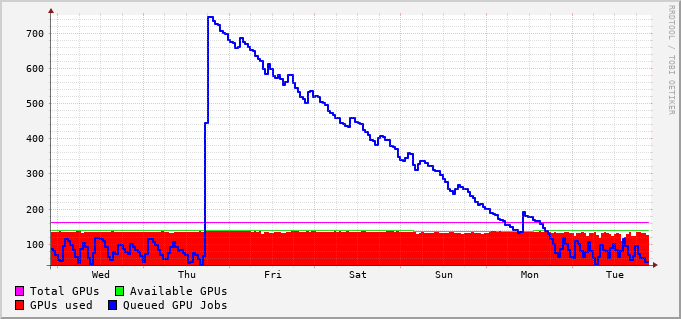 RRDTOOL / TOBI OETIKER
700
600
500
400
300
200
100
Wed Thu Fri Sat Sun Mon Tue
Total GPUs Available GPUs
GPUs used Queued GPU Jobs